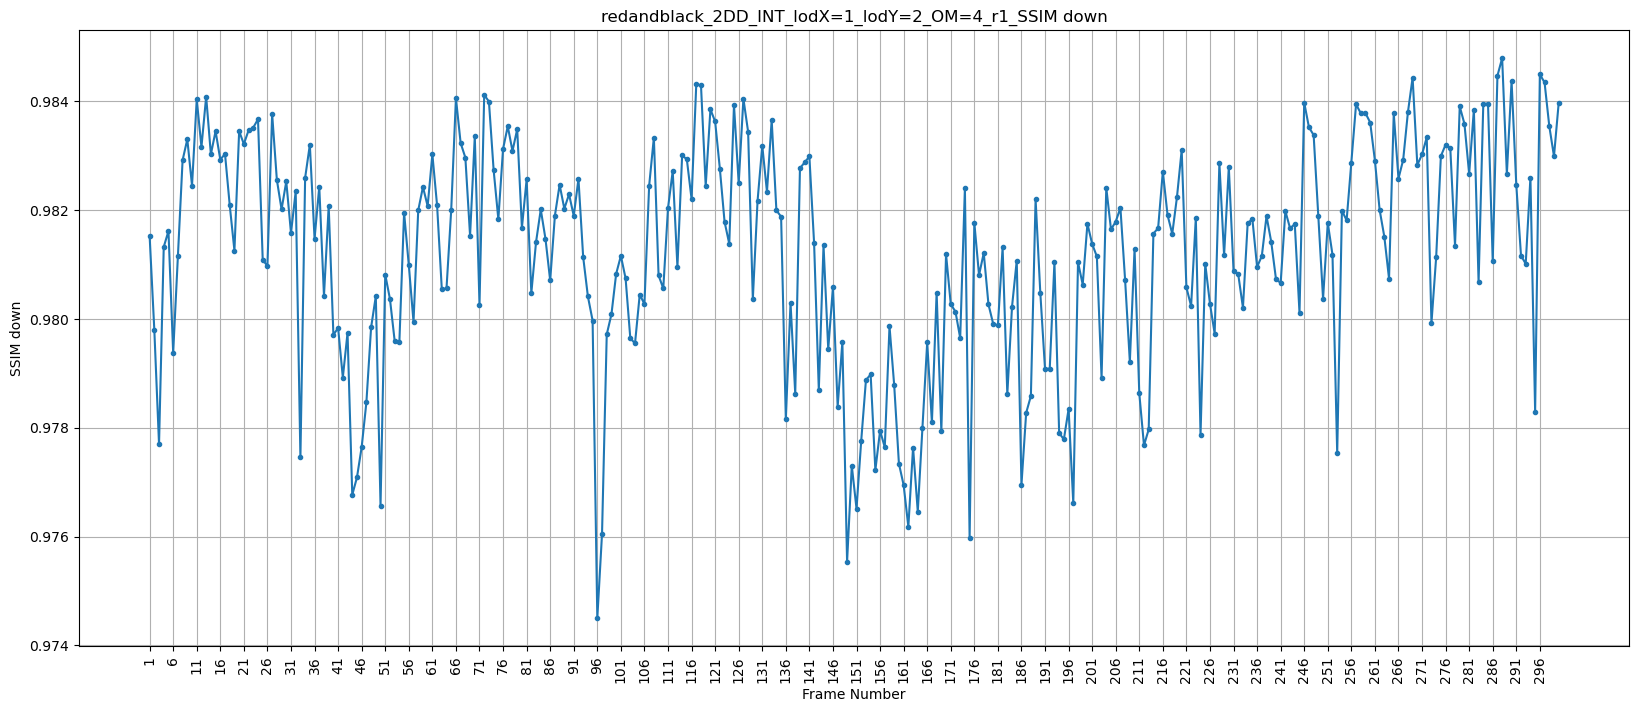 redandblack_2DD_INT_lodX=1_lodY=2_OM=4_r1_SSIM down
SSIM down
0.984
0.982
0.980
0.978
0.976
0.974
1 6 11 16 21 26 31 36 41 46 51 56 61 66 71 76 81 86 91 96 101 106 111 116 121 126 131 136 141 146 151 156 161 166 171 176 181 186 191 196 201 206 211 216 221 226 231 236 241 246 251 256 261 266 271 276 281 286 291 296
Frame Number